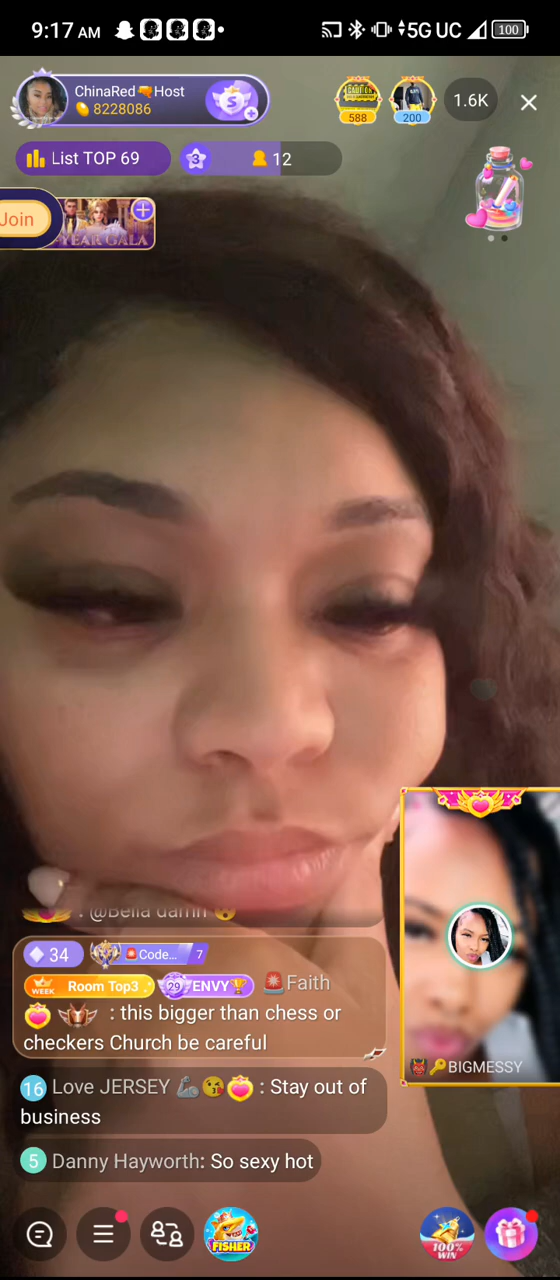 9:17 AM
5G UC
100
ChinaRed🔫Host
8228086
S
588
200
1.6K
List TOP 69
3
12
Join
YEAR GALA
: @Bella damn 😮
34
🚨Code...
7
WEEK
Room Top3
29
ENVY🏆
🚨Faith
: this bigger than chess or
checkers Church be careful
16 Love JERSEY 💪😘 : Stay out of
business
5 Danny Hayworth: So sexy hot
👹🔑BIGMESSY
FISHER
100%
WIN